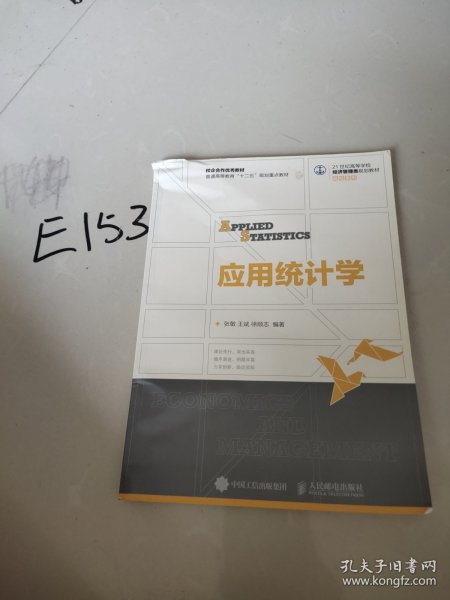 校企合作优秀教材
普通高等教育“十二五”规划重点教材
21世纪高等学校
经济管理类规划教材
E153
APPLIED
STATISTICS
应用统计学
张敏 王斌 编著
ECONOMICS
AND
MANAGEMENT
中国工信出版集团
人民邮电出版社
POSTS & TELECOM PRESS
孔夫子旧书网
www.kongfz.com